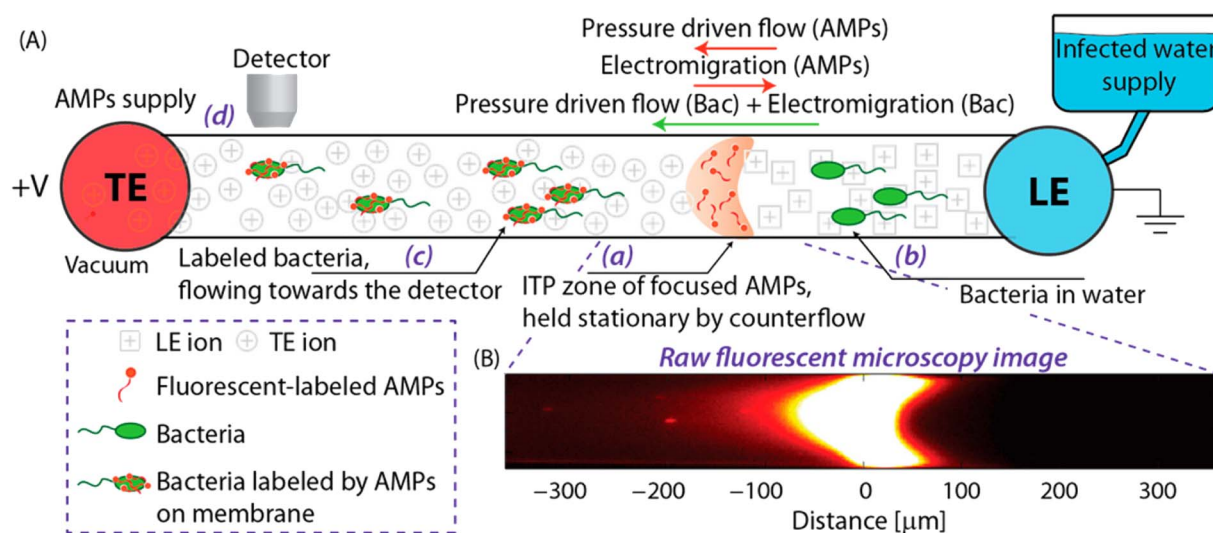 (A)
Pressure driven flow (AMPs)
Electromigration (AMPs)
Pressure driven flow (Bac) + Electromigration (Bac)
Infected water
supply
Detector
AMPs supply
(d)
+V
TE
LE
Vacuum
Labeled bacteria,
flowing towards the detector
(c)
(a)
ITP zone of focused AMPs,
held stationary by counterflow
(b)
Bacteria in water
LE ion
TE ion
Fluorescent-labeled AMPs
Bacteria
Bacteria labeled by AMPs
on membrane
(B)
Raw fluorescent microscopy image
−300 −200 −100 0 100 200 300
Distance [μm]